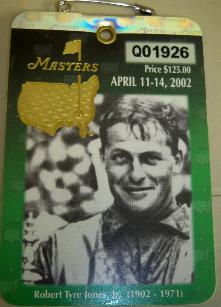 Masters
Q01926
Price $125.00
APRIL 11-14, 2002
Robert Tyre Jones, Jr. (1902 - 1971)